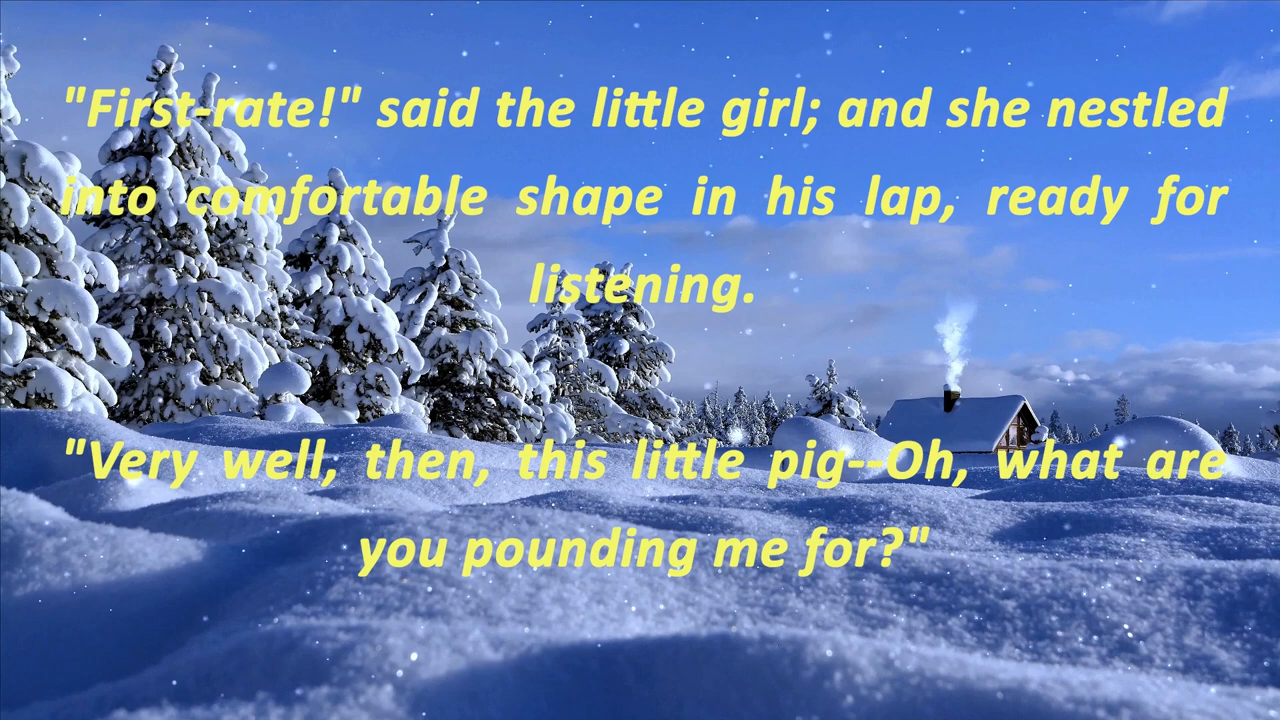 "First-rate!" said the little girl; and she nestled
into comfortable shape in his lap, ready for
listening.
"Very well, then, this little pig--Oh, what are
you pounding me for?"